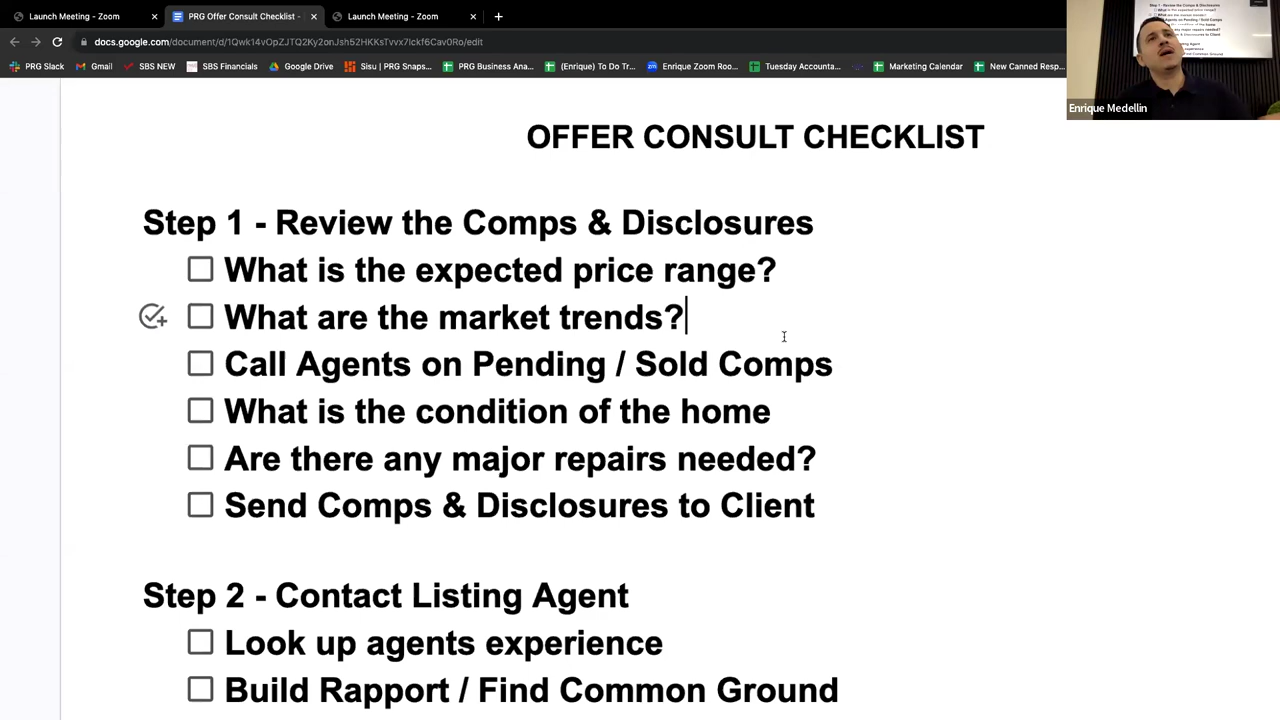 Launch Meeting - Zoom
PRG Offer Consult Checklist -
Launch Meeting - Zoom
docs.google.com/document/d/1Qwk14vOpZJTQ2Ky2onJsh52HKKsTvvx7Ickf6Cav0Ro/edit
PRG Slack
Gmail
SBS NEW
SBS Financials
Google Drive
Sisu | PRG Snaps...
(Enrique) To Do Tr...
Enrique Zoom Roo...
Tuesday Accounta...
Marketing Calendar
New Canned Resp...
Enrique Medellin
OFFER CONSULT CHECKLIST
Step 1 - Review the Comps & Disclosures
What is the expected price range?
What are the market trends?
Call Agents on Pending / Sold Comps
What is the condition of the home
Are there any major repairs needed?
Send Comps & Disclosures to Client
Step 2 - Contact Listing Agent
Look up agents experience
Build Rapport / Find Common Ground